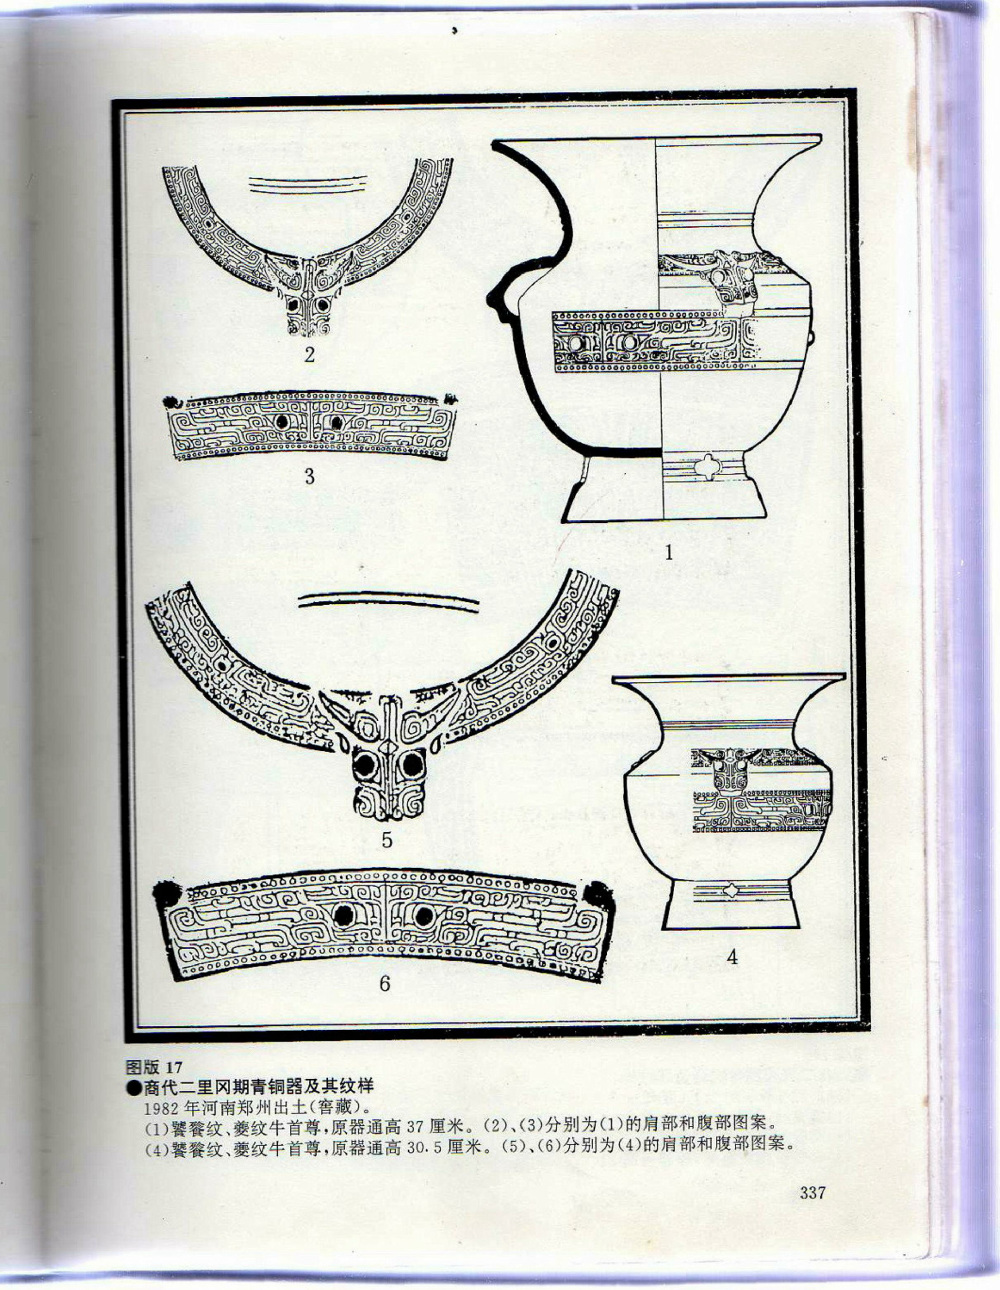 2
3
1
5
6
4
图版 17
●商代二里冈期青铜器及其纹样
1982 年河南郑州出土(窖藏)。
(1)饕餮纹、夔纹牛首尊,原器通高 37 厘米。(2)、(3)分别为(1)的肩部和腹部图案。
(4)饕餮纹、夔纹牛首尊,原器通高 30.5 厘米。(5)、(6)分别为(4)的肩部和腹部图案。
337